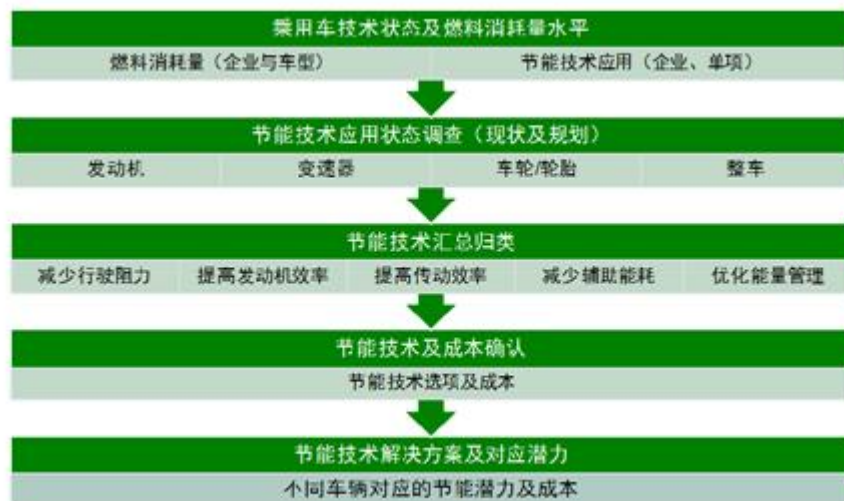 乘用车技术状态及燃料消耗量水平
燃料消耗量（企业与车型） 节能技术应用（企业、单项）
节能技术应用状态调查（现状及规划）
发动机 变速器 车轮/轮胎 整车
节能技术汇总归类
减少行驶阻力 提高发动机效率 提高传动效率 减少辅助能耗 优化能量管理
节能技术及成本确认
节能技术选项及成本
节能技术解决方案及对应潜力
不同车辆对应的节能潜力及成本